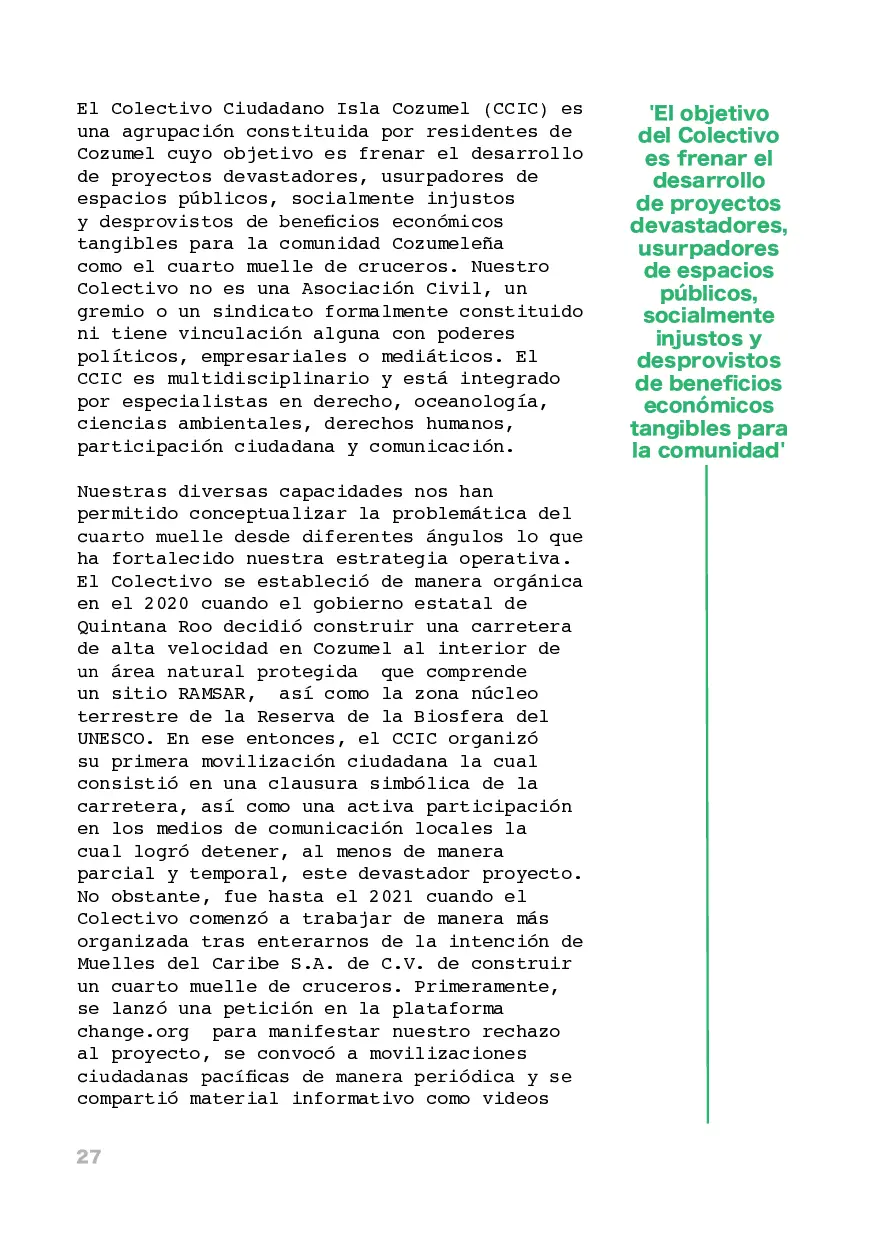 El Colectivo Ciudadano Isla Cozumel (CCIC) es
una agrupación constituida por residentes de
Cozumel cuyo objetivo es frenar el desarrollo
de proyectos devastadores, usurpadores de
espacios públicos, socialmente injustos
y desprovistos de beneficios económicos
tangibles para la comunidad Cozumeleña
como el cuarto muelle de cruceros. Nuestro
Colectivo no es una Asociación Civil, un
gremio o un sindicato formalmente constituido
ni tiene vinculación alguna con poderes
políticos, empresariales o mediáticos. El
CCIC es multidisciplinario y está integrado
por especialistas en derecho, oceanología,
ciencias ambientales, derechos humanos,
participación ciudadana y comunicación.

Nuestras diversas capacidades nos han
permitido conceptualizar la problemática del
cuarto muelle desde diferentes ángulos lo que
ha fortalecido nuestra estrategia operativa.
El Colectivo se estableció de manera orgánica
en el 2020 cuando el gobierno estatal de
Quintana Roo decidió construir una carretera
de alta velocidad en Cozumel al interior de
un área natural protegida  que comprende
un sitio RAMSAR,  así como la zona núcleo
terrestre de la Reserva de la Biosfera del
UNESCO. En ese entonces, el CCIC organizó
su primera movilización ciudadana la cual
consistió en una clausura simbólica de la
carretera, así como una activa participación
en los medios de comunicación locales la
cual logró detener, al menos de manera
parcial y temporal, este devastador proyecto.
No obstante, fue hasta el 2021 cuando el
Colectivo comenzó a trabajar de manera más
organizada tras enterarnos de la intención de
Muelles del Caribe S.A. de C.V. de construir
un cuarto muelle de cruceros. Primeramente,
se lanzó una petición en la plataforma
change.org  para manifestar nuestro rechazo
al proyecto, se convocó a movilizaciones
ciudadanas pacíficas de manera periódica y se
compartió material informativo como videos

'El objetivo
del Colectivo
es frenar el
desarrollo
de proyectos
devastadores,
usurpadores
de espacios
públicos,
socialmente
injustos y
desprovistos
de beneficios
económicos
tangibles para
la comunidad'

27